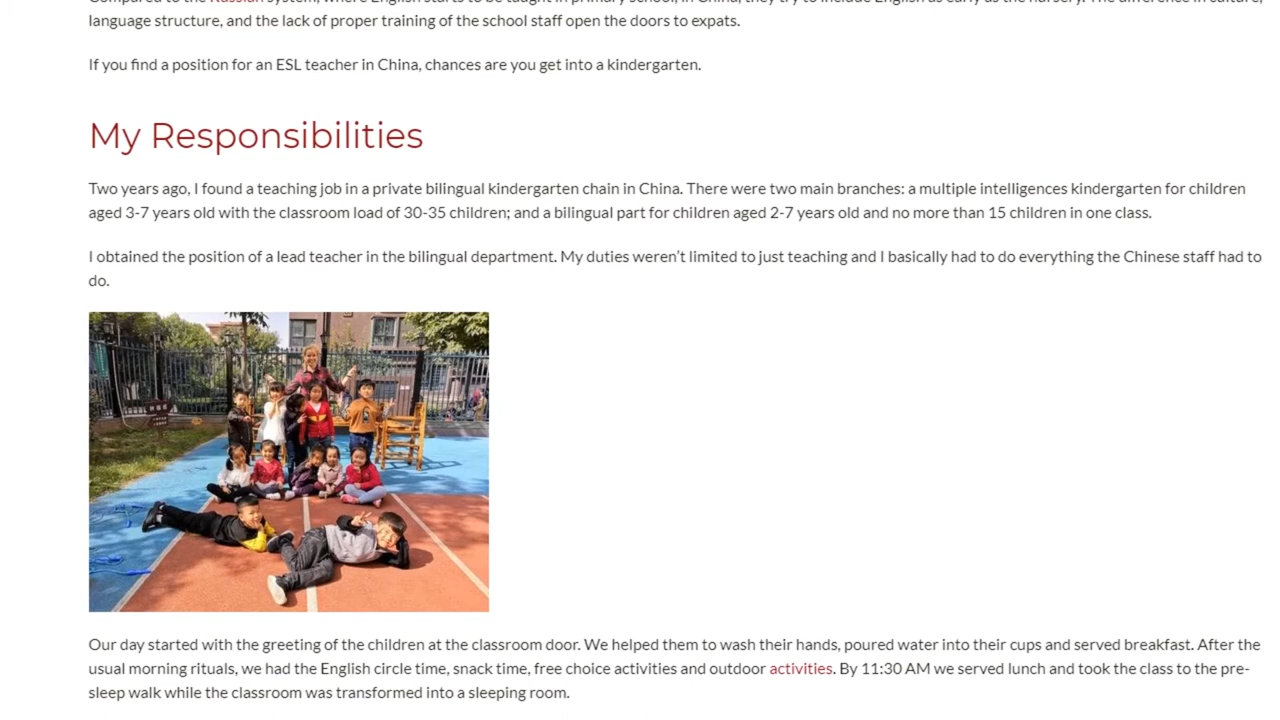 Compared to the Russian system, where English starts to be taught in primary school, in China, they try to include English as early as the nursery. The difference in culture,
language structure, and the lack of proper training of the school staff open the doors to expats.
If you find a position for an ESL teacher in China, chances are you get into a kindergarten.
My Responsibilities
Two years ago, I found a teaching job in a private bilingual kindergarten chain in China. There were two main branches: a multiple intelligences kindergarten for children
aged 3-7 years old with the classroom load of 30-35 children; and a bilingual part for children aged 2-7 years old and no more than 15 children in one class.
I obtained the position of a lead teacher in the bilingual department. My duties weren’t limited to just teaching and I basically had to do everything the Chinese staff had to
do.
Our day started with the greeting of the children at the classroom door. We helped them to wash their hands, poured water into their cups and served breakfast. After the
usual morning rituals, we had the English circle time, snack time, free choice activities and outdoor activities. By 11:30 AM we served lunch and took the class to the pre-
sleep walk while the classroom was transformed into a sleeping room.